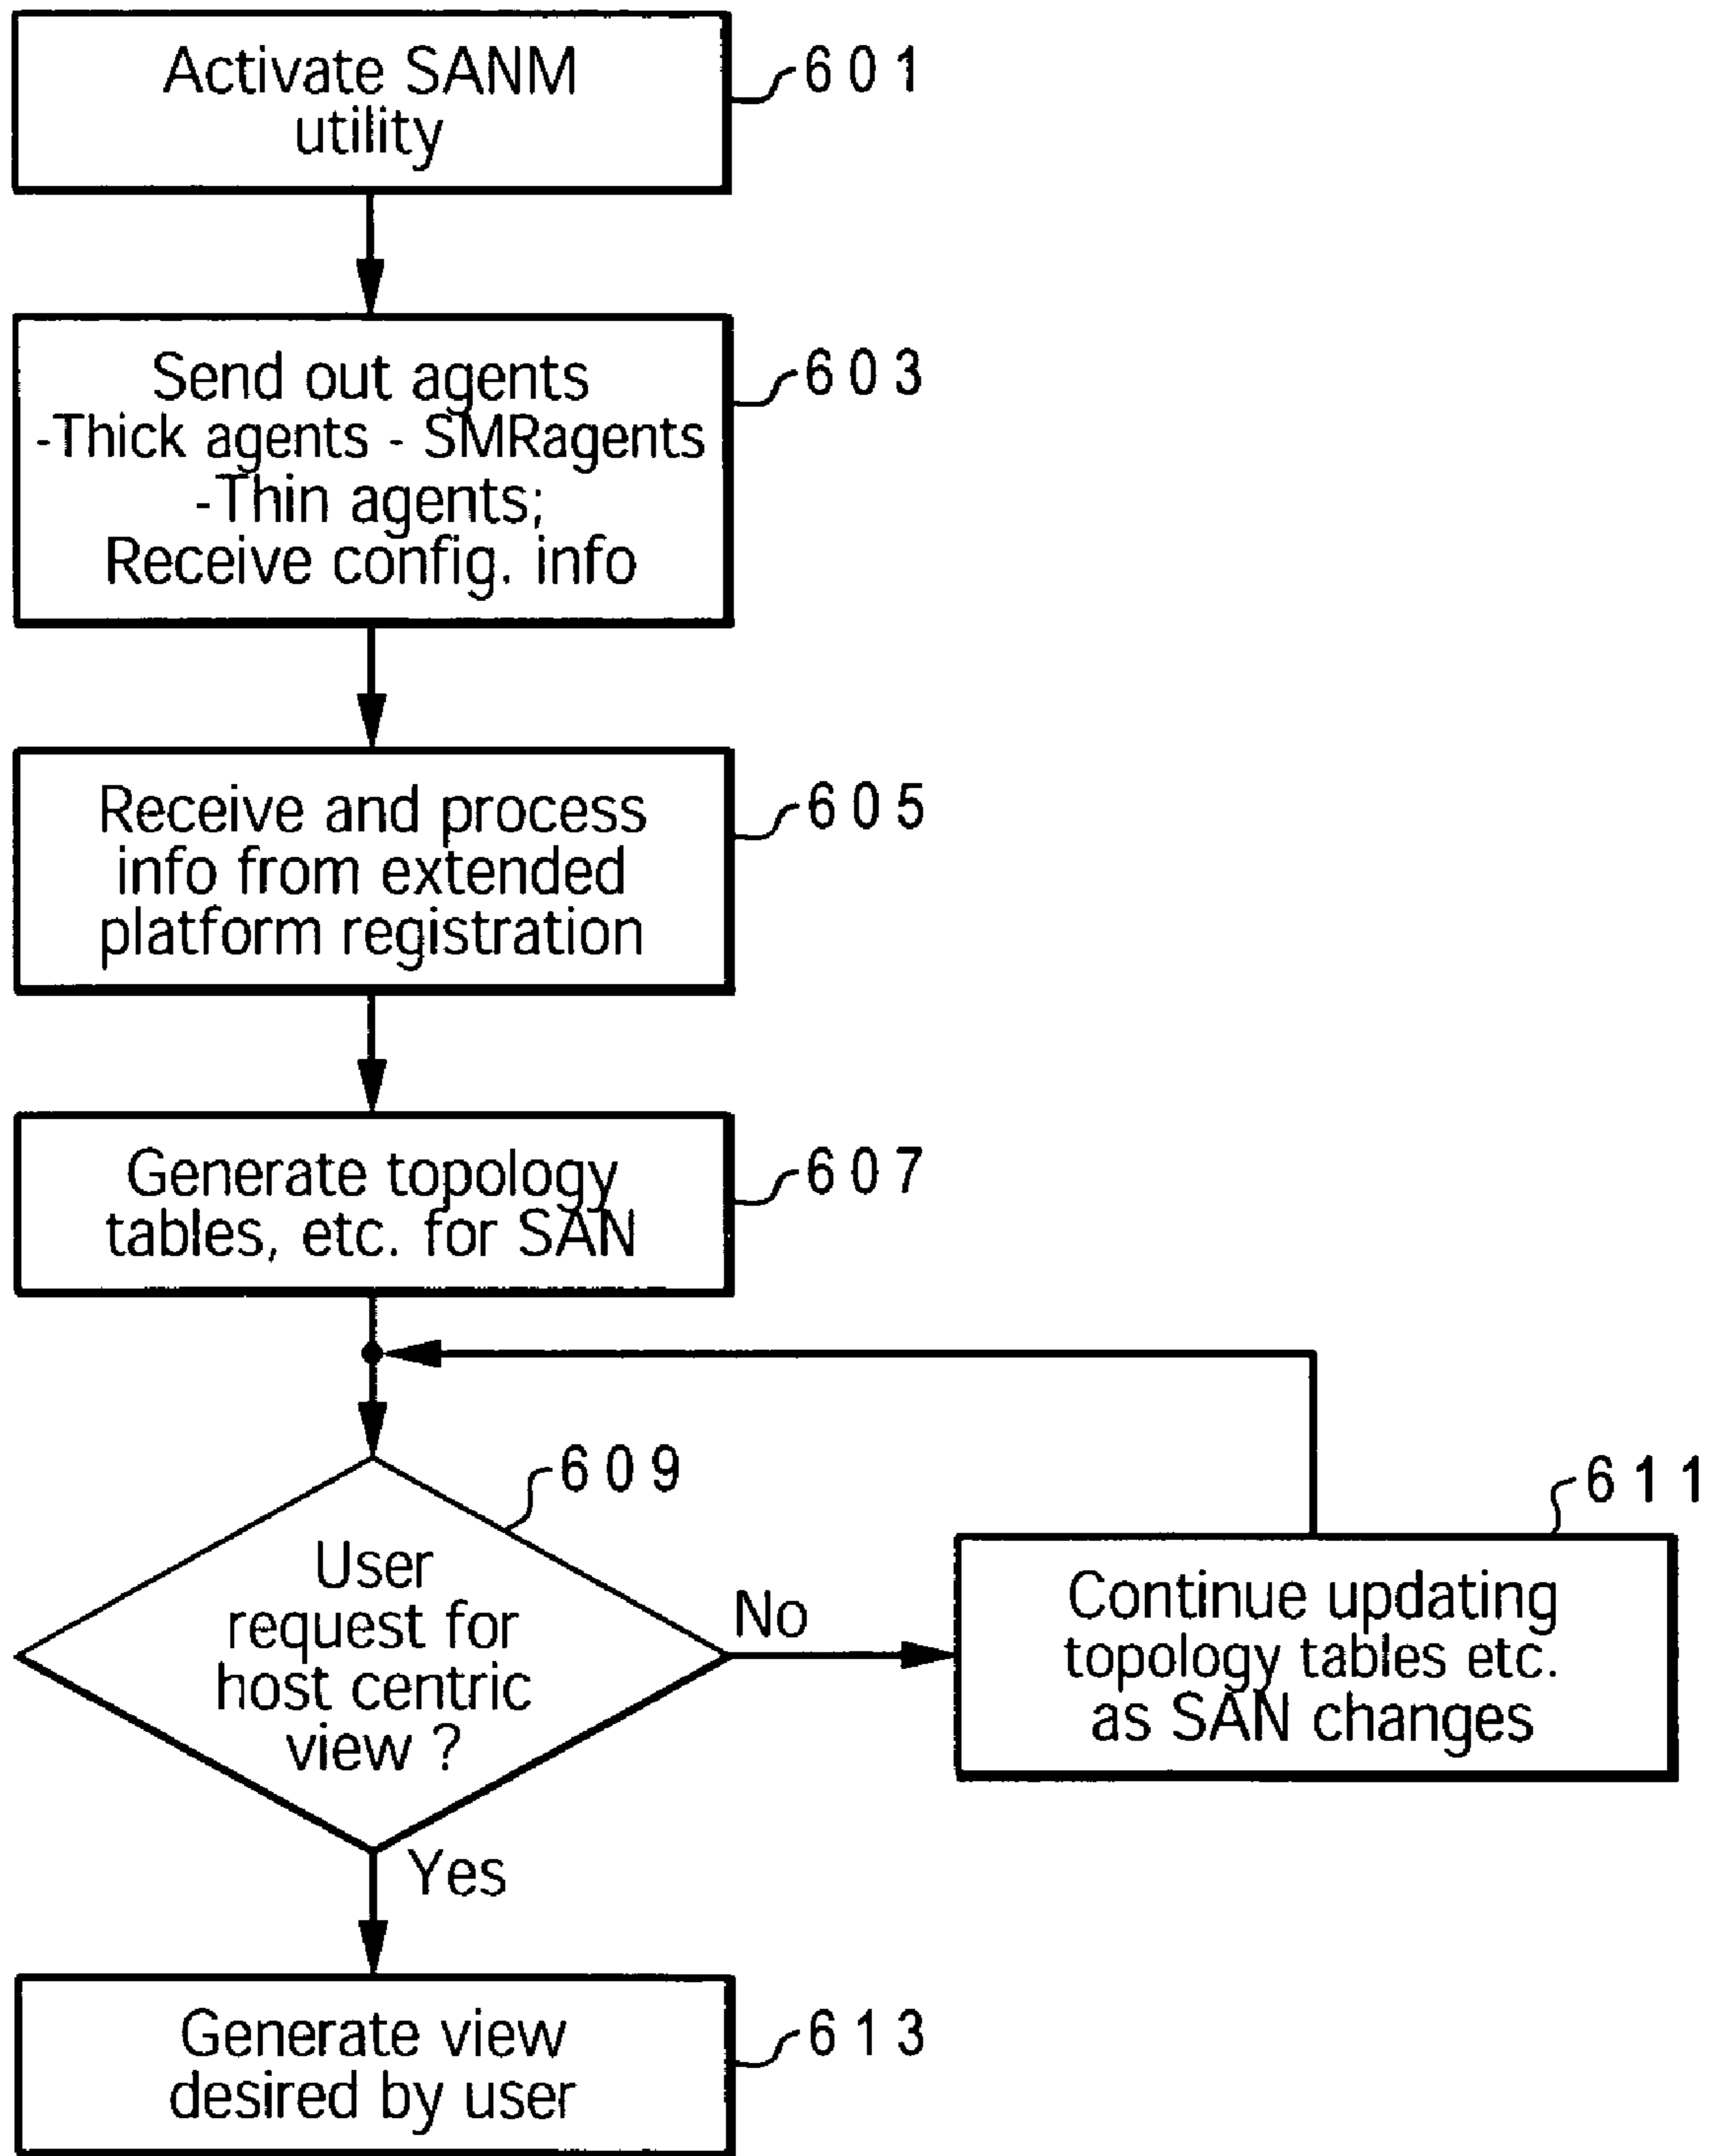 Activate SANM
utility
601
Send out agents
-Thick agents - SMRagents
-Thin agents;
Receive config. info
603
Receive and process
info from extended
platform registration
605
Generate topology
tables, etc. for SAN
607
609
User
request for
host centric
view ?
No
611
Continue updating
topology tables etc.
as SAN changes
Yes
Generate view
desired by user
613